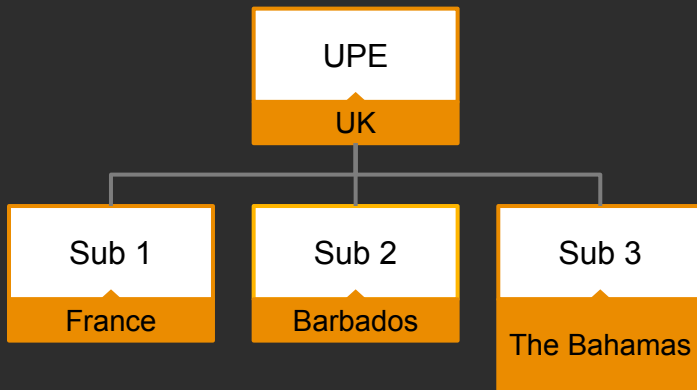 UPE
UK
Sub 1
France
Sub 2
Barbados
Sub 3
The Bahamas